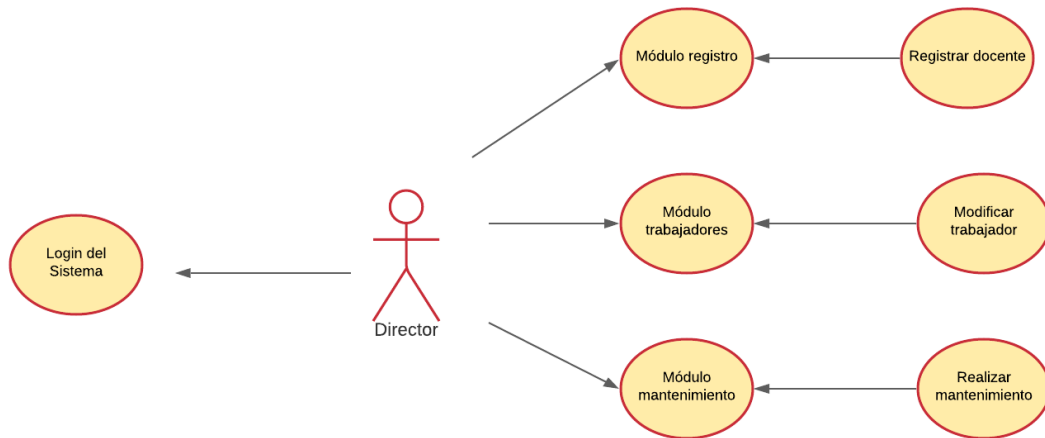 Módulo registro
Registrar docente
Módulo
trabajadores
Modificar
trabajador
Login del
Sistema
Director
Módulo
mantenimiento
Realizar
mantenimiento